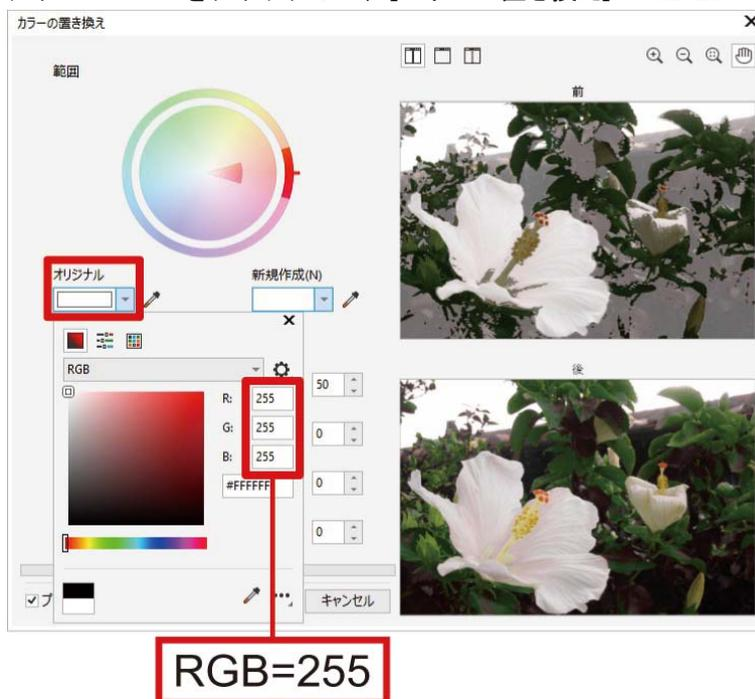 カラーの置き換え
範囲
前
オリジナル
新規作成(N)
RGB
R: 255
G: 255
B: 255
#FFFFFF
50
0
0
0
後
プ
キャンセル
RGB=255